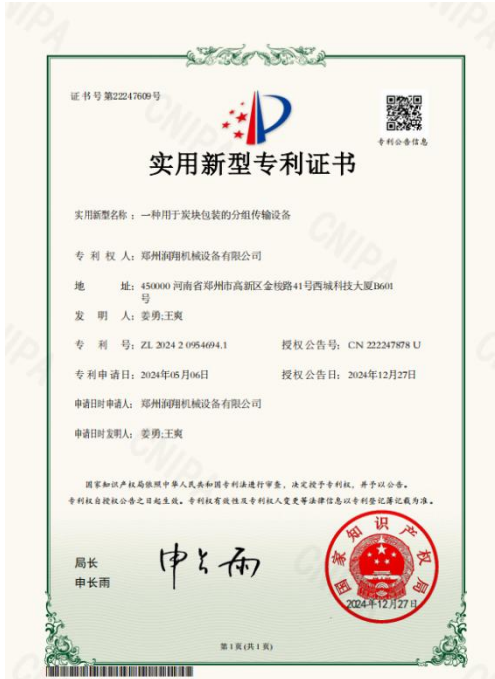 证书号第22247609号
专利公告信息
实用新型专利证书
实用新型名称：一种用于炭块包装的分组传输设备
专利权人：郑州润翔机械设备有限公司
地址：450000 河南省郑州市高新区金梭路41号西城科技大厦B601
号
发明人：姜勇;王爽
专利号：ZL 2024 2 0954694.1 授权公告号：CN 222247878 U
专利申请日：2024年05月06日 授权公告日：2024年12月27日
申请日时申请人：郑州润翔机械设备有限公司
申请日时发明人：姜勇;王爽
国家知识产权局依照中华人民共和国专利法进行审查，决定授予专利权，并予以公告。
专利权自授权公告之日起生效。专利权有效性及专利权人变更等法律信息以专利登记簿记载为准。
局长
申长雨
申长雨
国家知识产权局
2024年12月27日
第1页(共1页)
CNIPA
CNIPA
CNIPA
CNIPA